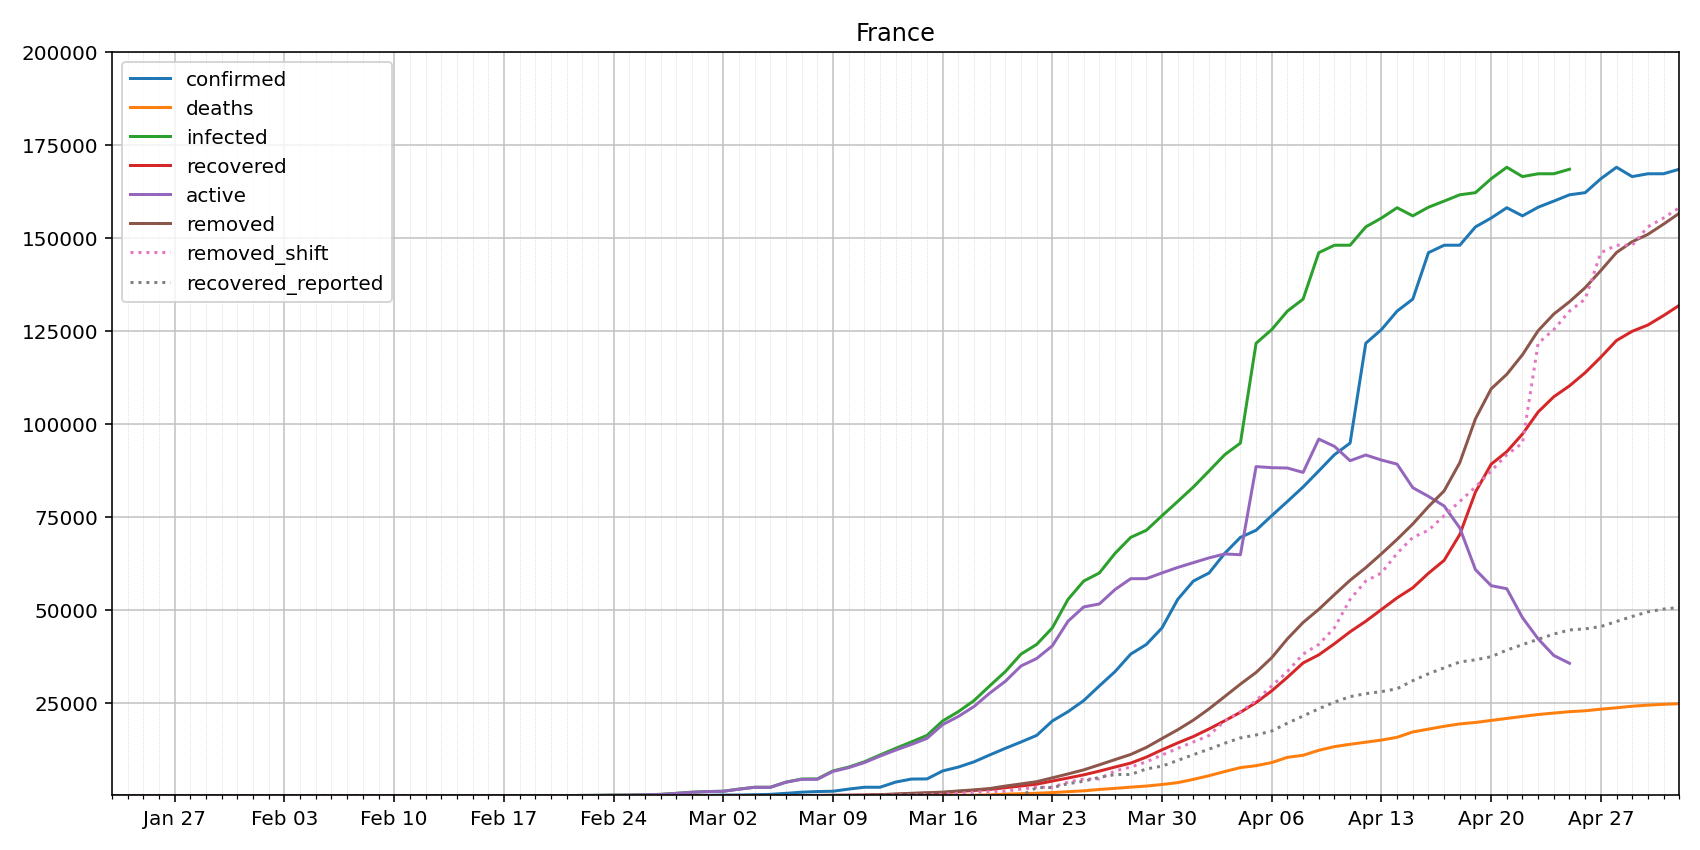 France
200000
175000
150000
125000
100000
75000
50000
25000
confirmed
deaths
infected
recovered
active
removed
removed_shift
recovered_reported
Jan 27 Feb 03 Feb 10 Feb 17 Feb 24 Mar 02 Mar 09 Mar 16 Mar 23 Mar 30 Apr 06 Apr 13 Apr 20 Apr 27